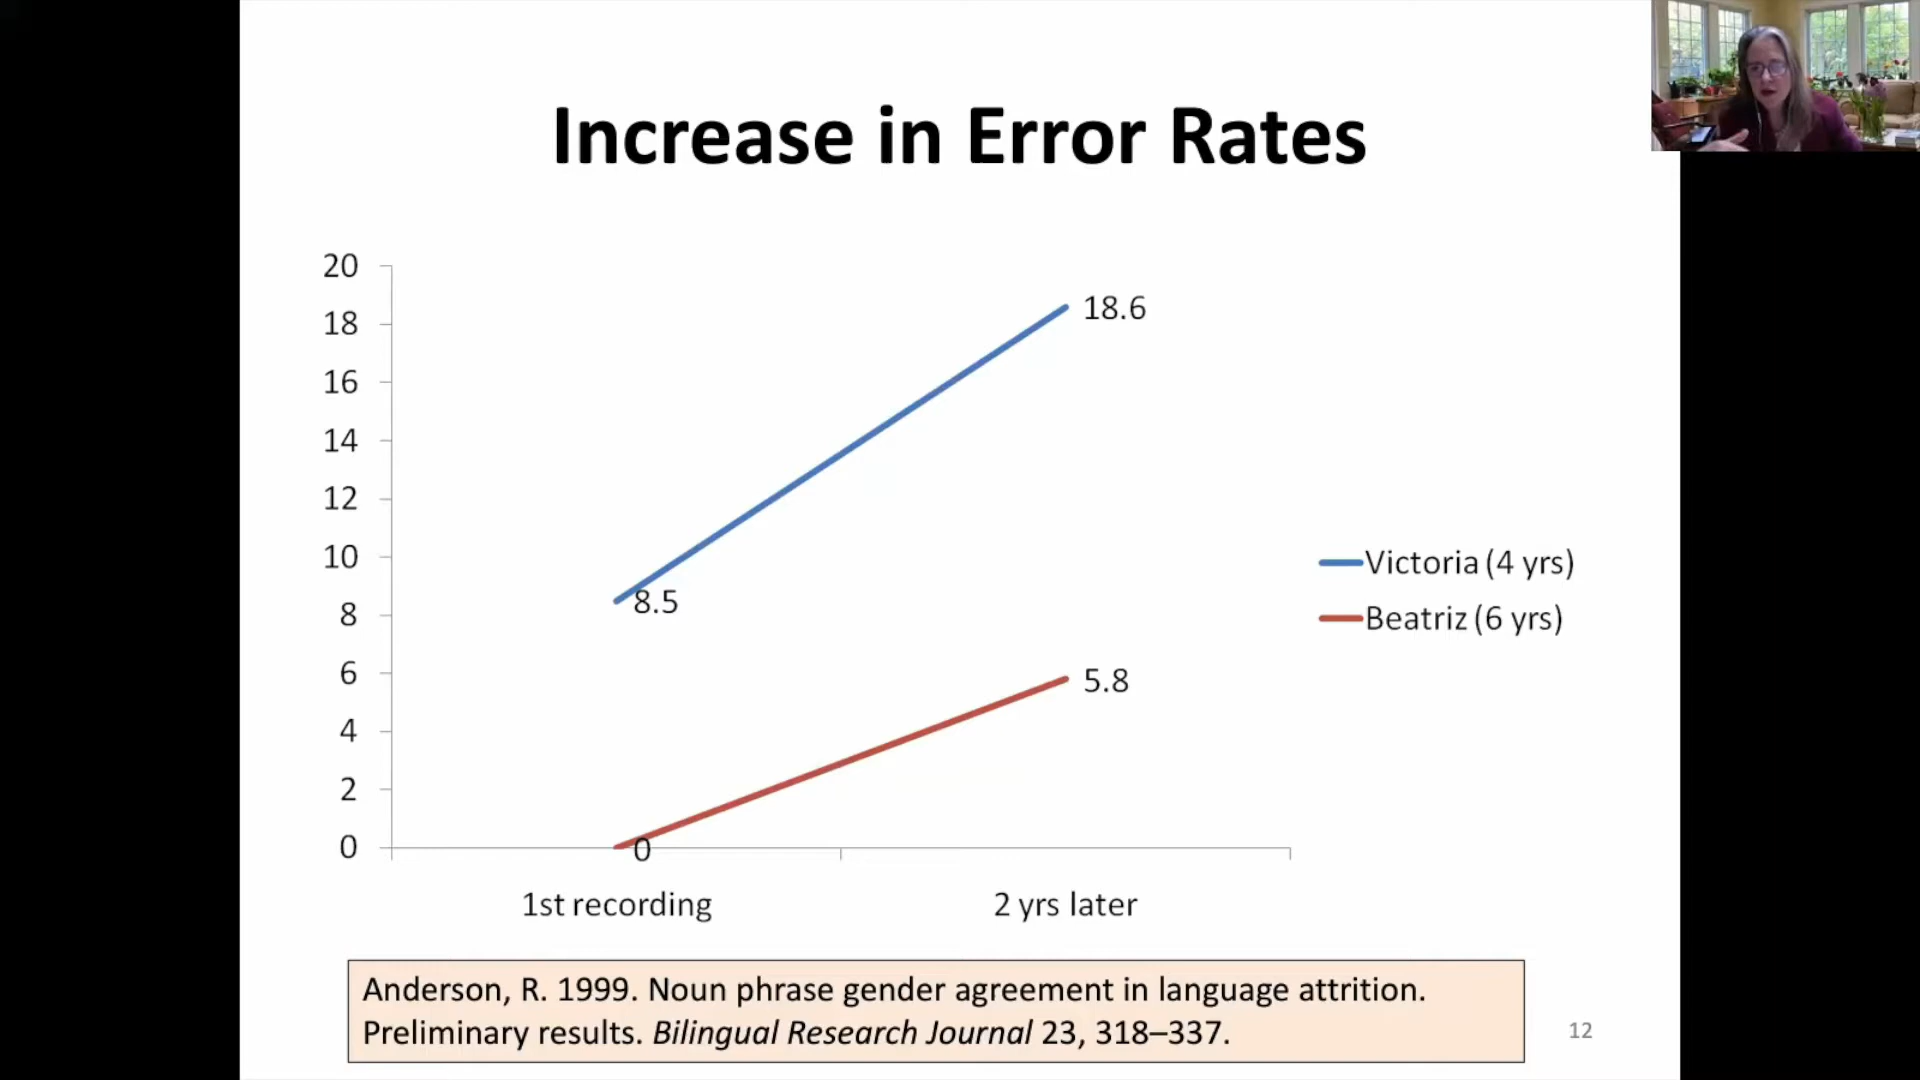 Increase in Error Rates
20
18
16
14
12
10
8
6
4
2
0
18.6
8.5
5.8
0
1st recording
2 yrs later
Victoria (4 yrs)
Beatriz (6 yrs)
Anderson, R. 1999. Noun phrase gender agreement in language attrition.
Preliminary results. Bilingual Research Journal 23, 318–337.
12